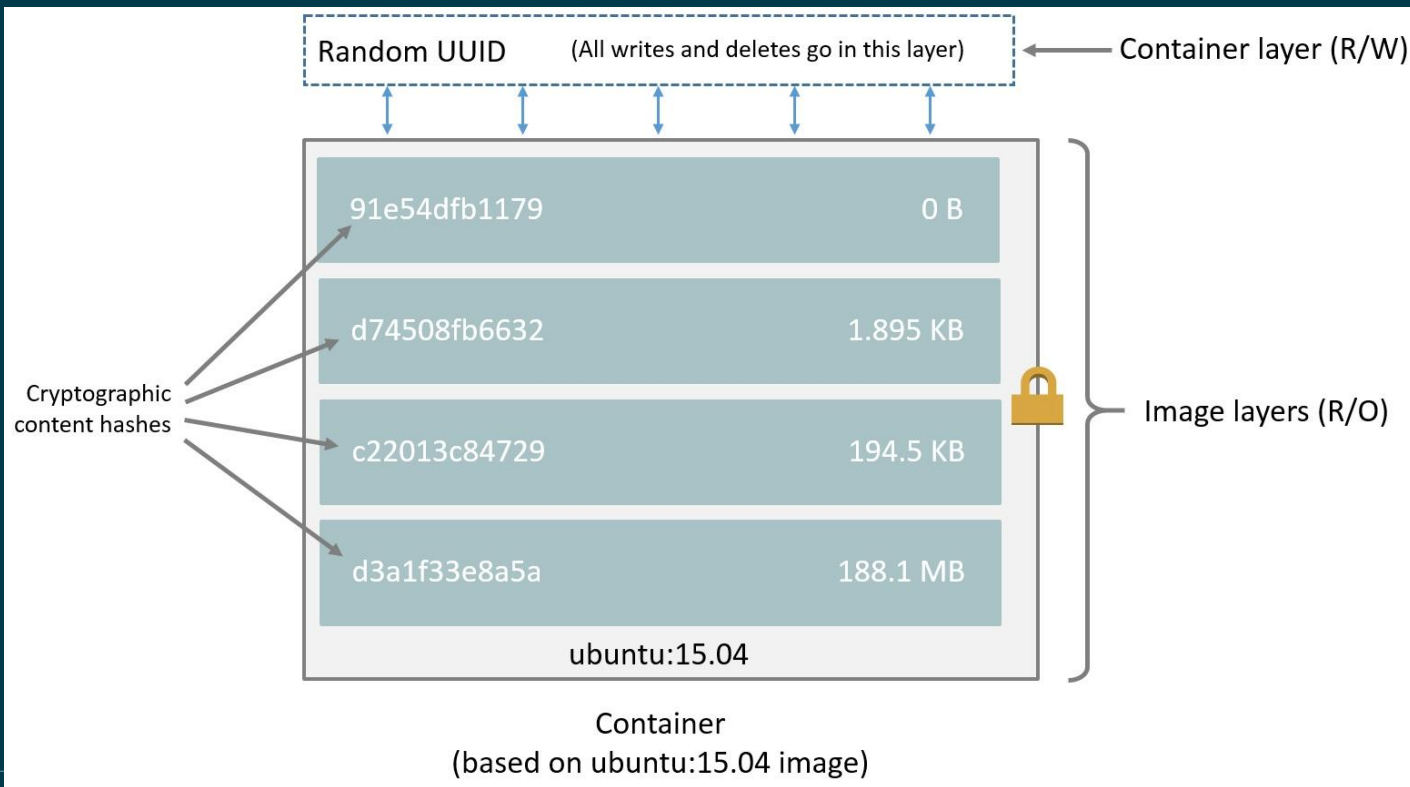 Random UUID (All writes and deletes go in this layer)
Container layer (R/W)
91e54dfb1179 0 B
d74508fb6632 1.895 KB
c22013c84729 194.5 KB
d3a1f33e8a5a 188.1 MB
ubuntu:15.04
Cryptographic
content hashes
Image layers (R/O)
Container
(based on ubuntu:15.04 image)